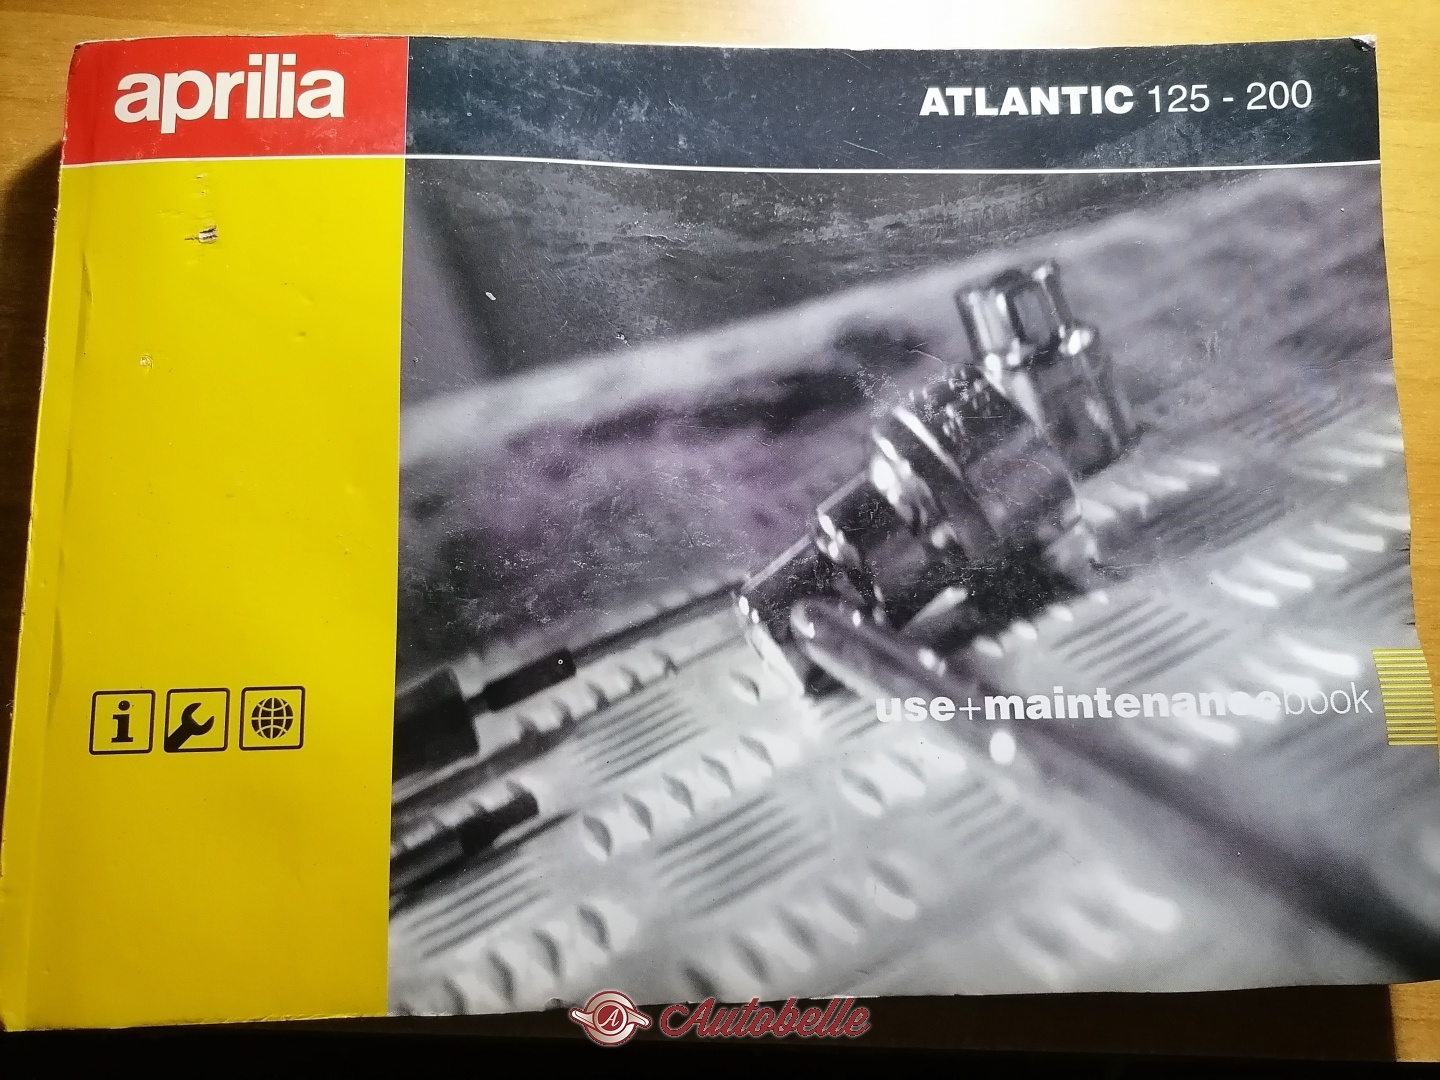 aprilia
ATLANTIC 125 - 200
use+maintenancebook
i
A Autobelle